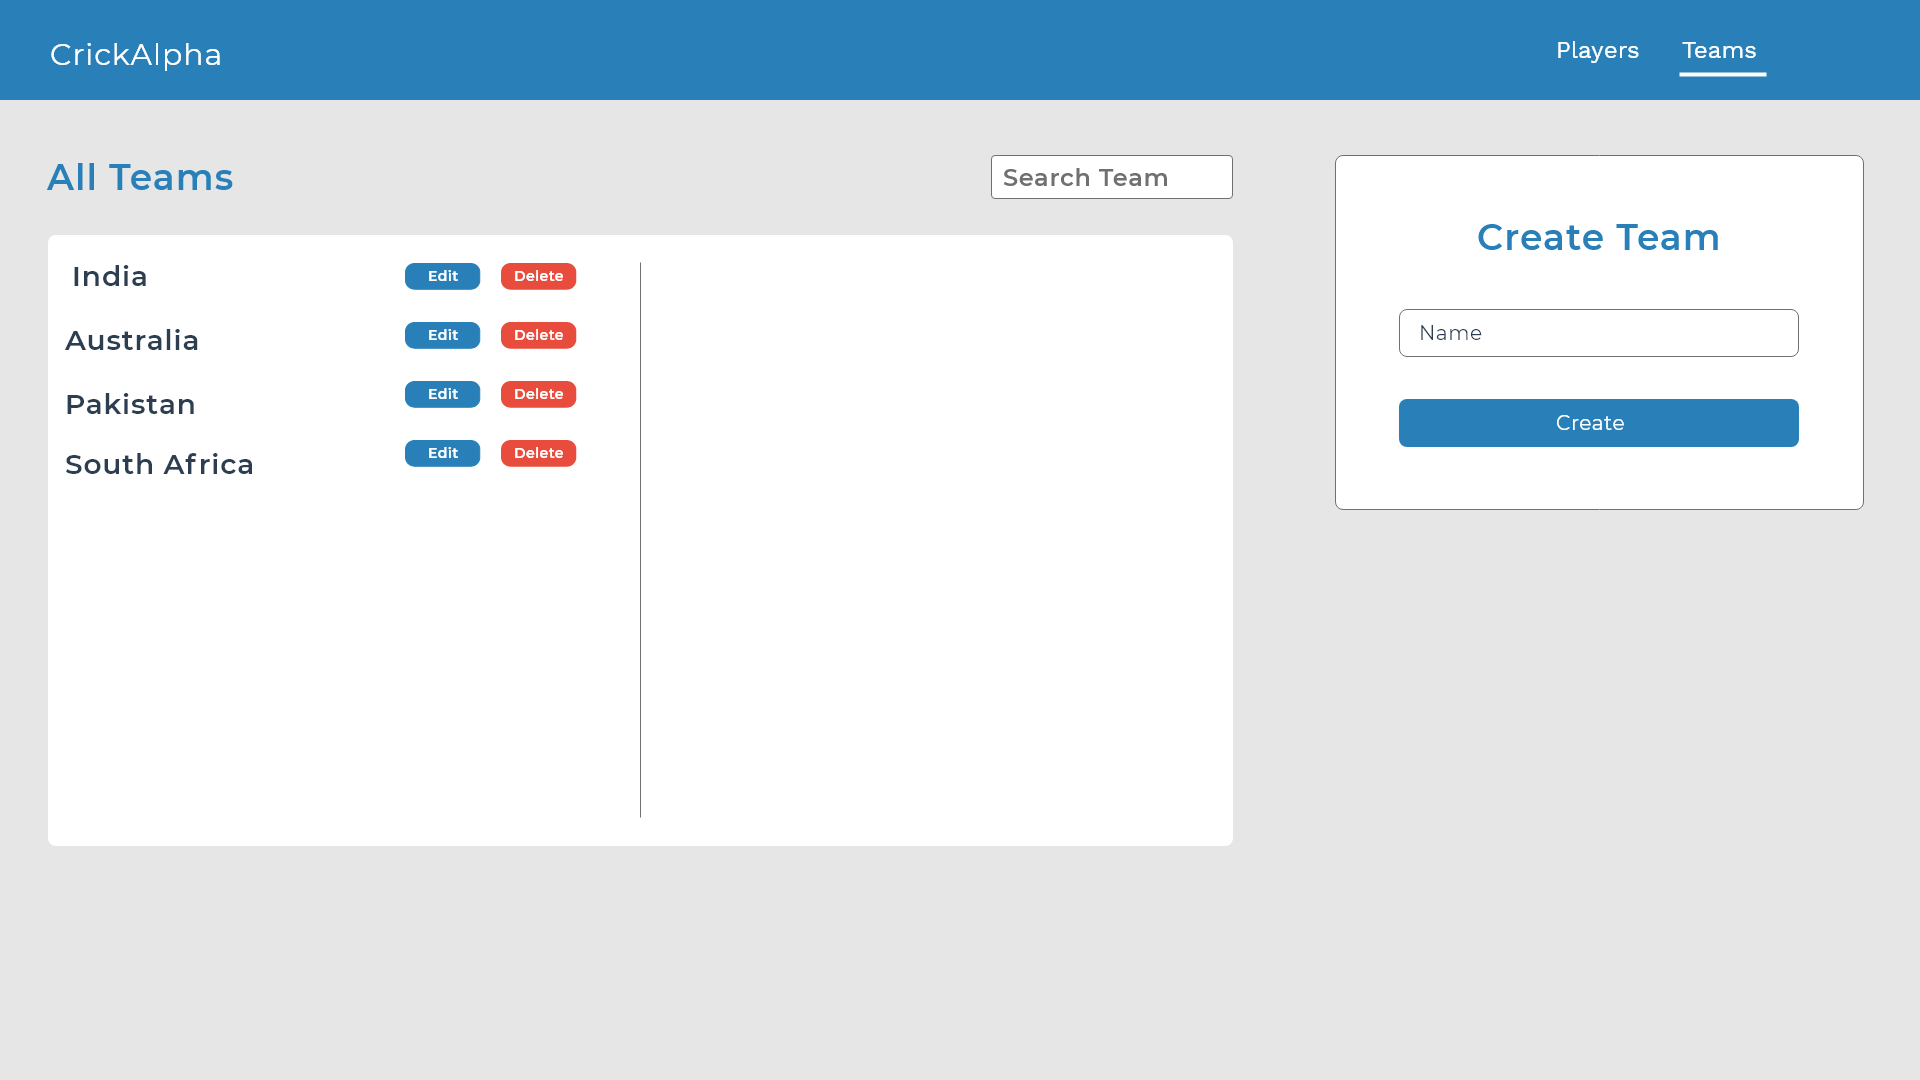 CrickAlpha
Players
Teams
All Teams
Search Team
India
Edit
Delete
Australia
Edit
Delete
Pakistan
Edit
Delete
South Africa
Edit
Delete
Create Team
Name
Create